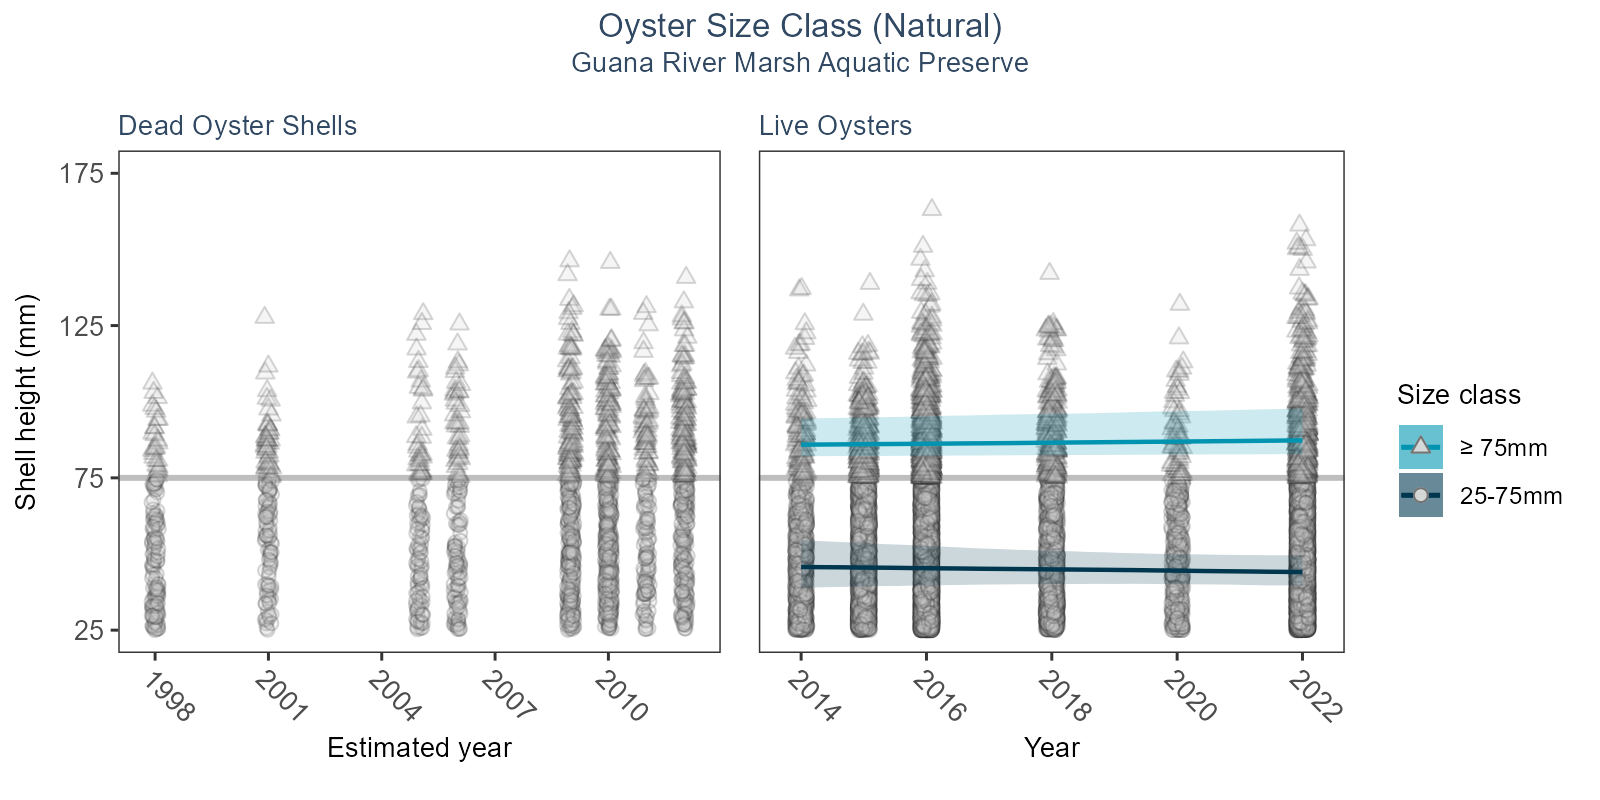 Oyster Size Class (Natural)
Guana River Marsh Aquatic Preserve
Dead Oyster Shells
Live Oysters
Shell height (mm)
175
125
75
25
1998
2001
2004
2007
2010
2014
2016
2018
2020
2022
Estimated year
Year
Size class
≥ 75mm
25-75mm